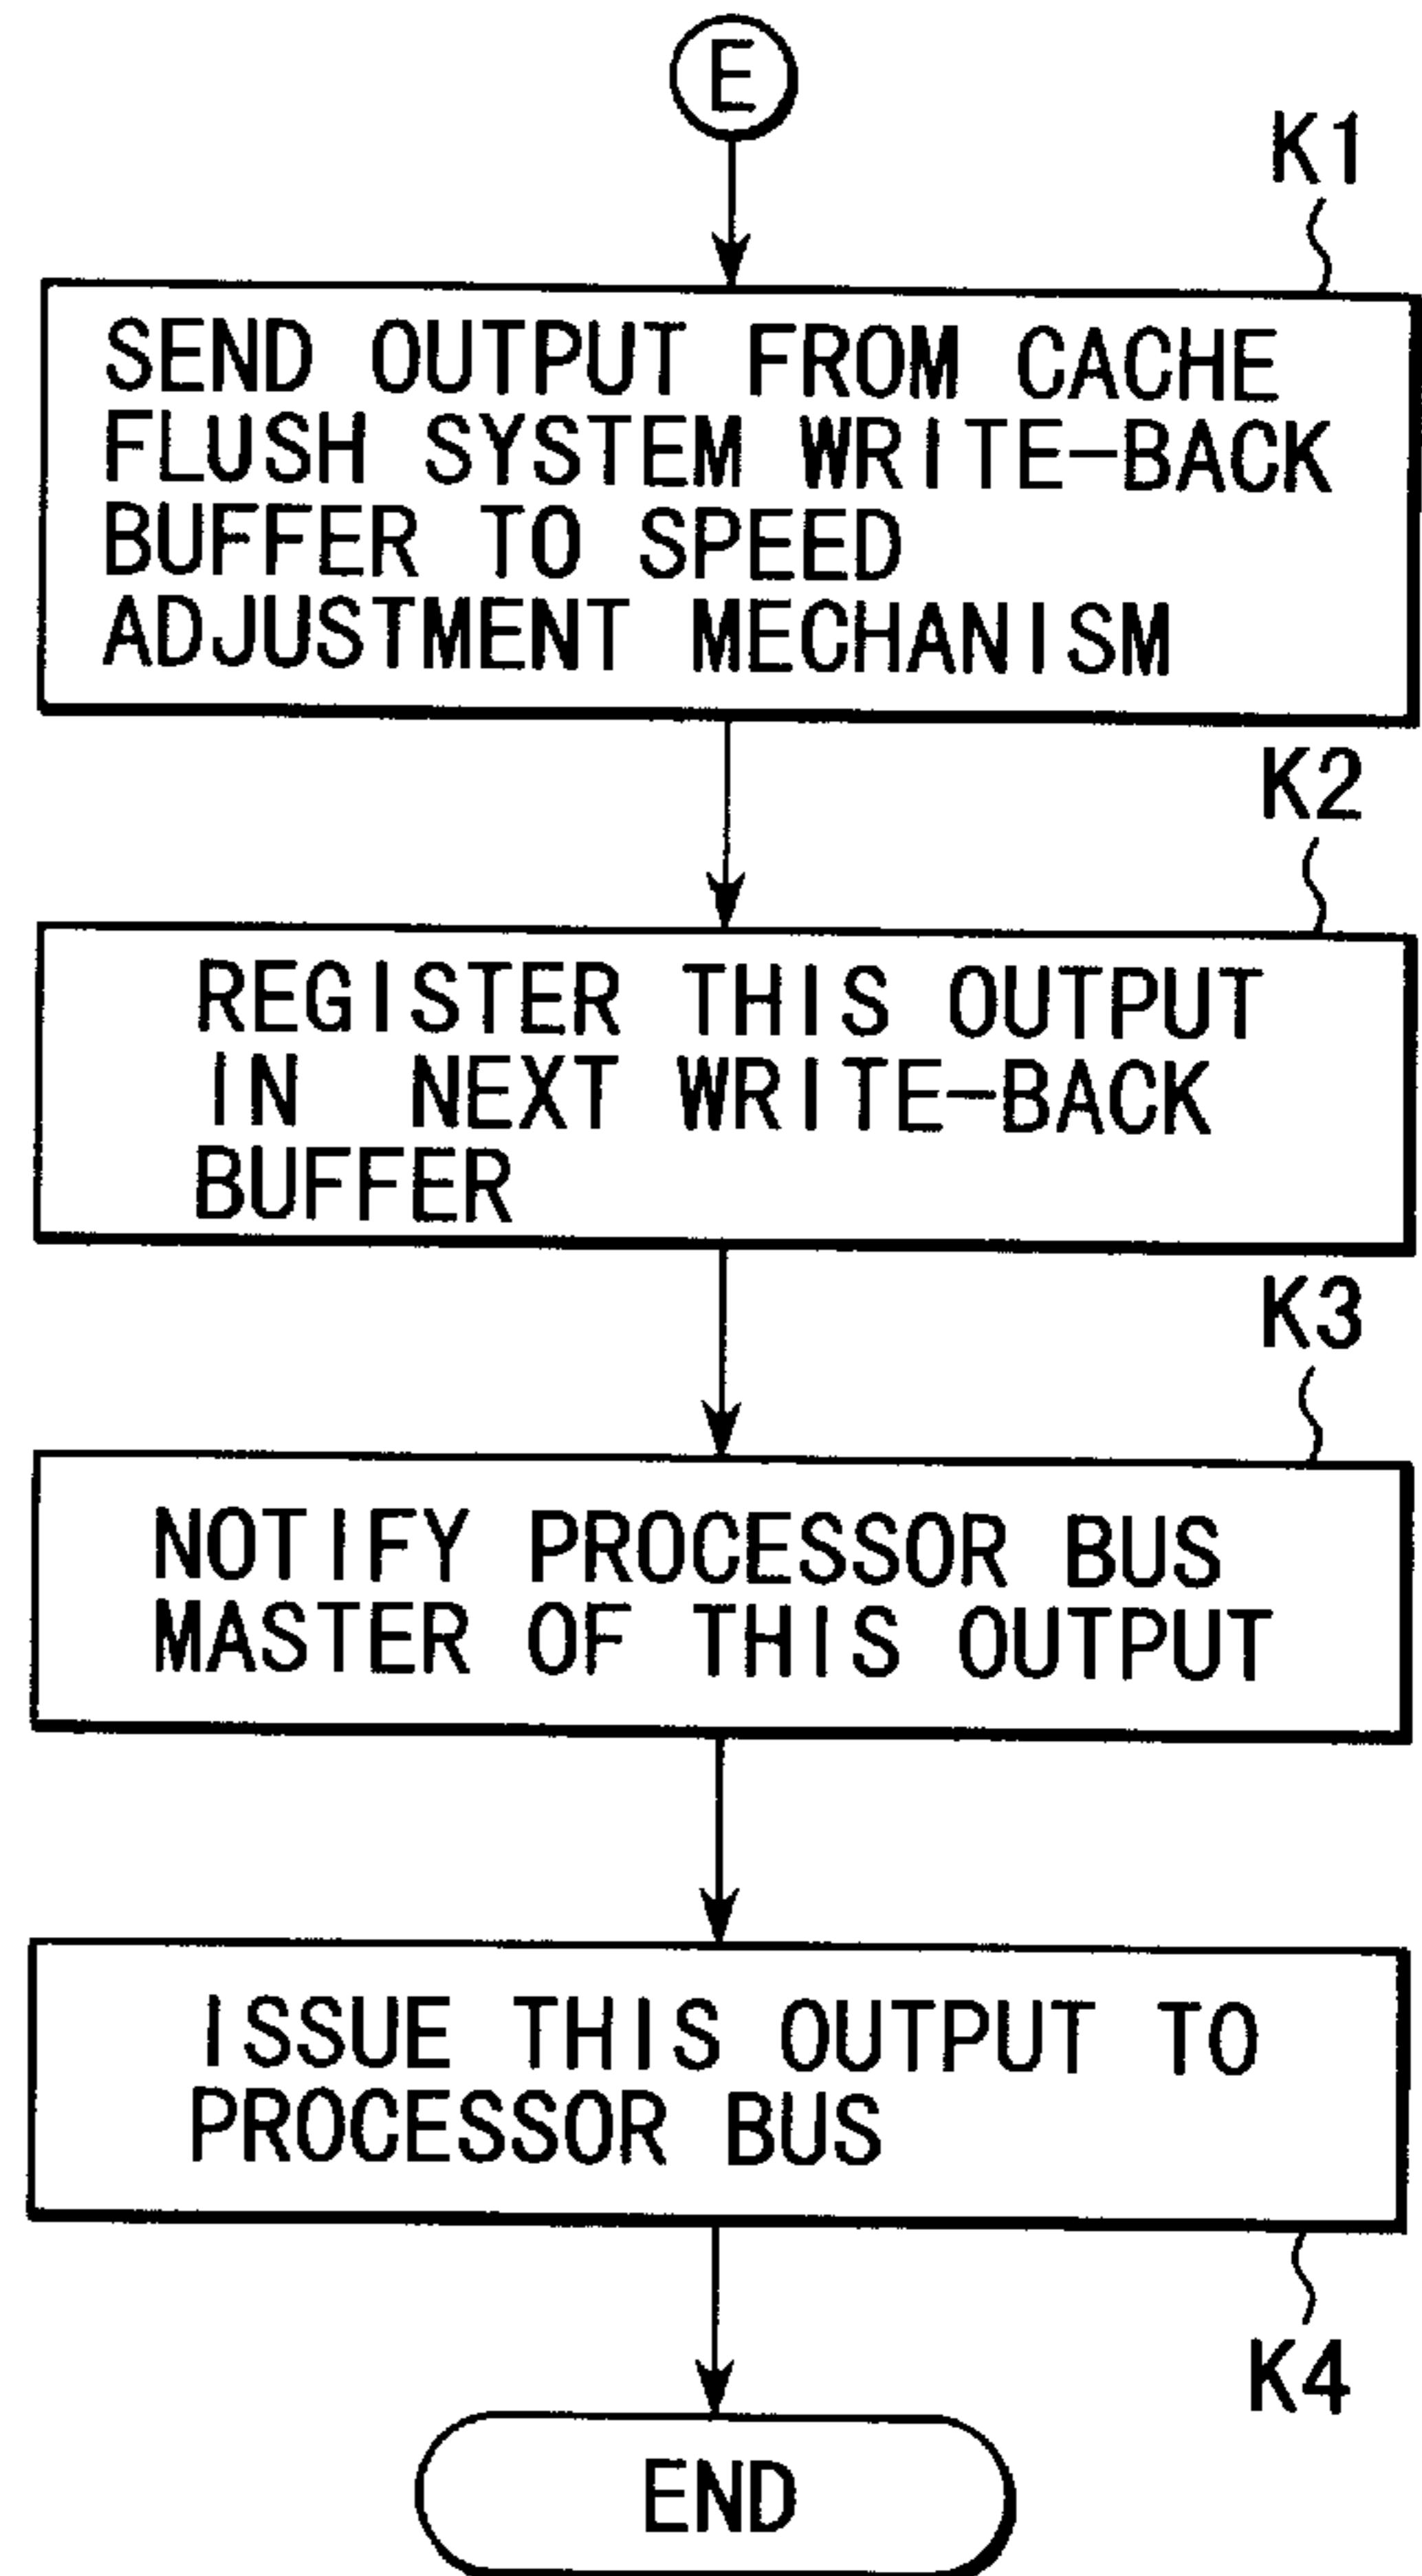 E
K1
SEND OUTPUT FROM CACHE
FLUSH SYSTEM WRITE-BACK
BUFFER TO SPEED
ADJUSTMENT MECHANISM
K2
REGISTER THIS OUTPUT
IN NEXT WRITE-BACK
BUFFER
K3
NOTIFY PROCESSOR BUS
MASTER OF THIS OUTPUT
ISSUE THIS OUTPUT TO
PROCESSOR BUS
K4
END